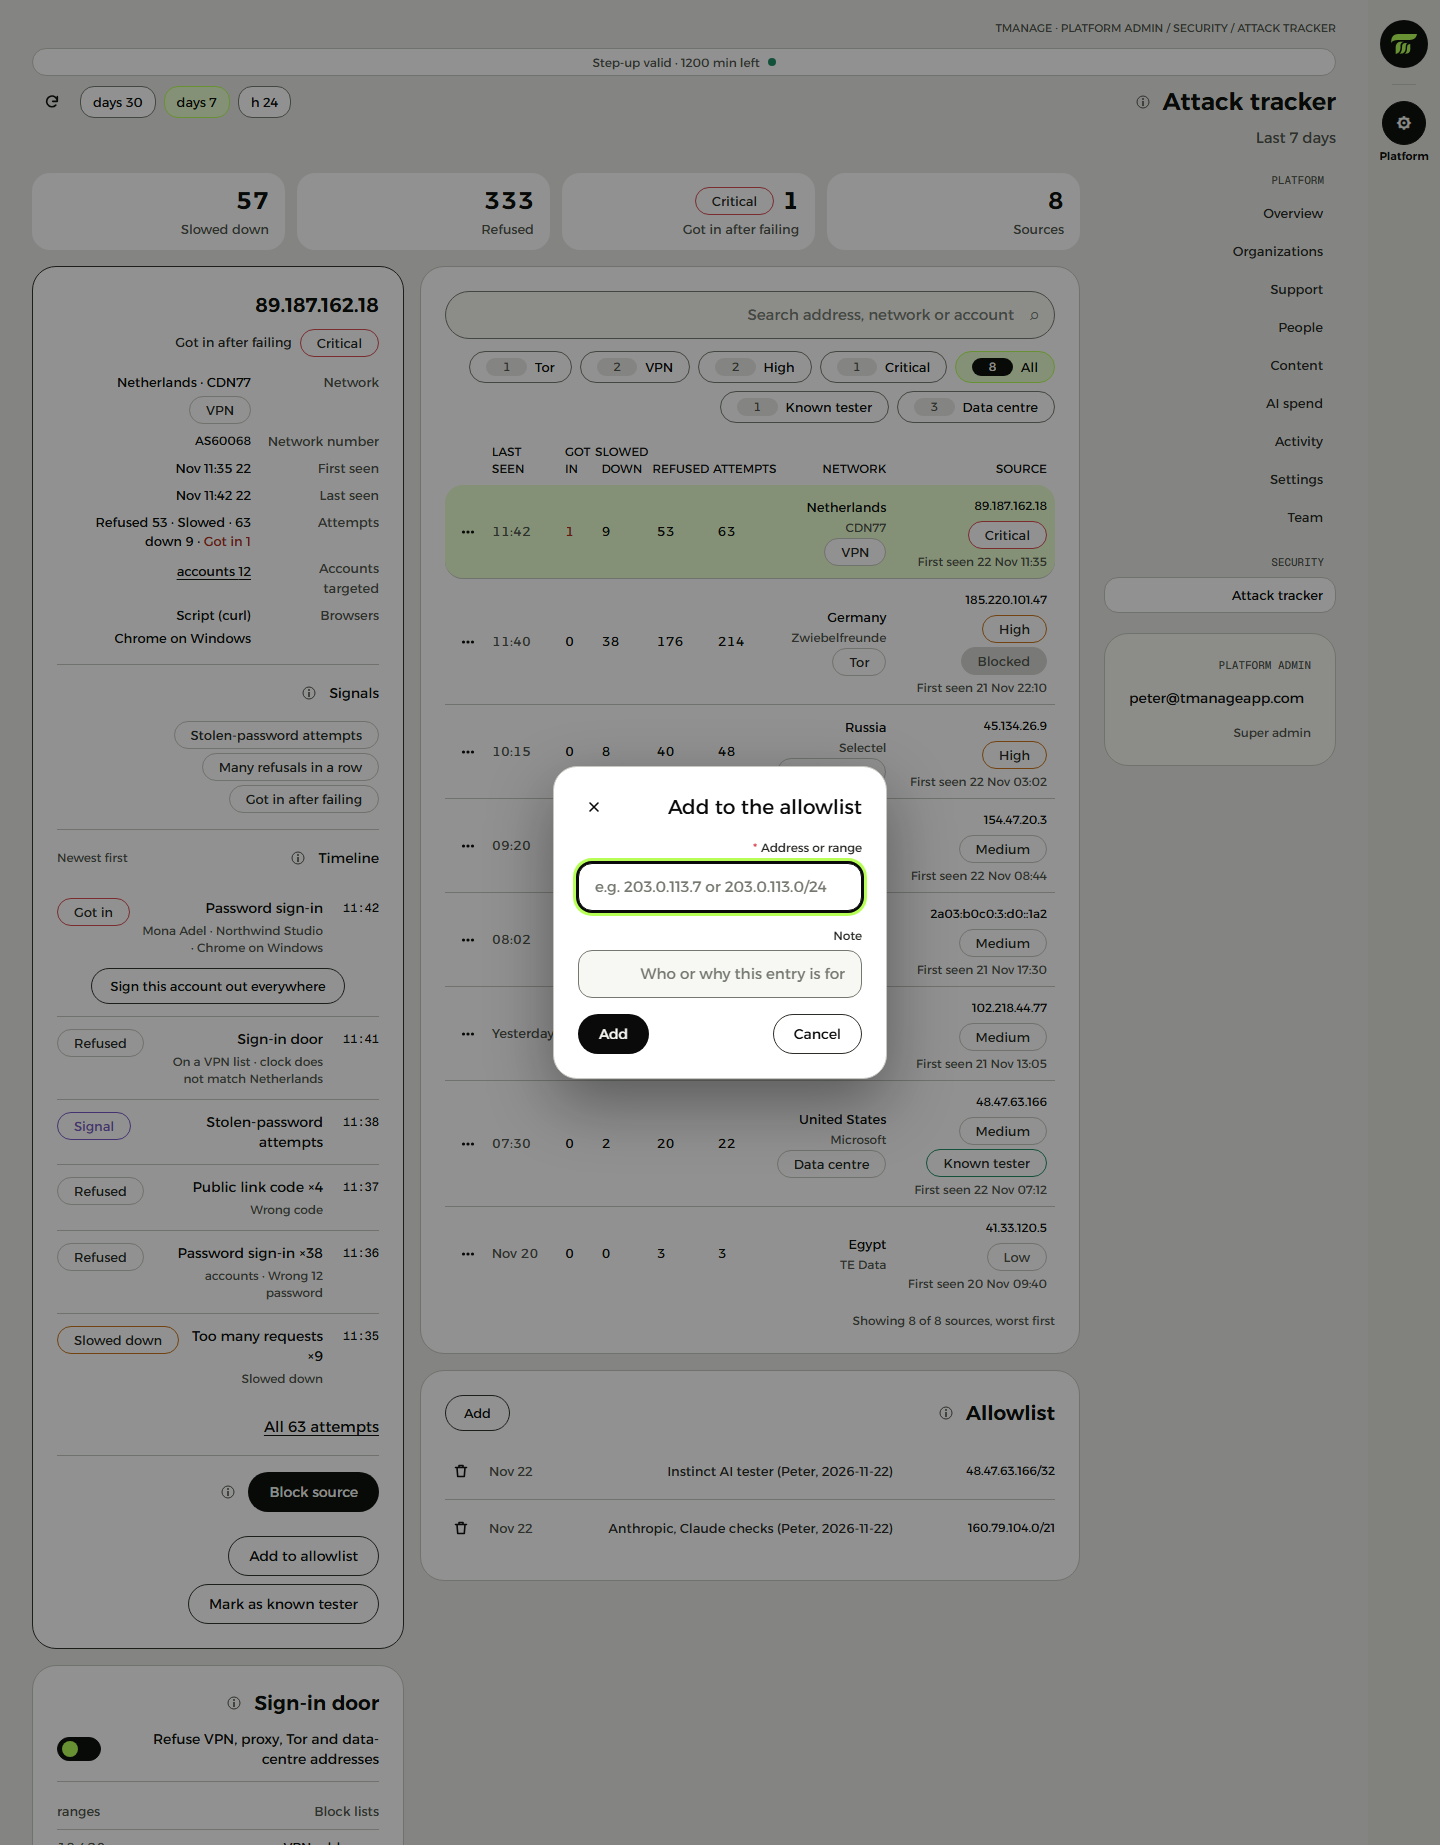 TMANAGE · PLATFORM ADMIN / SECURITY / ATTACK TRACKER
Step-up valid · 1200 min left
Attack tracker
Last 7 days
days 30
days 7
h 24
Platform
57
Slowed down
333
Refused
Critical 1
Got in after failing
8
Sources
PLATFORM
Overview
Organizations
Support
People
Content
AI spend
Activity
Settings
Team
SECURITY
Attack tracker
PLATFORM ADMIN
peter@tmanageapp.com
Super admin
Search address, network or account
1 Tor
2 VPN
2 High
1 Critical
8 All
1 Known tester
3 Data centre
LAST SEEN GOT IN SLOWED DOWN REFUSED ATTEMPTS NETWORK SOURCE
11:42 1 9 53 63 Netherlands 89.187.162.18
CDN77 Critical
VPN First seen 22 Nov 11:35
11:40 0 38 176 214 Germany 185.220.101.47
Zwiebelfreunde High
Tor Blocked
First seen 21 Nov 22:10
10:15 0 8 40 48 Russia 45.134.26.9
Selectel High
First seen 22 Nov 03:02
09:20 154.47.20.3
Medium
First seen 22 Nov 08:44
08:02 2a03:b0c0:3:d0::1a2
Medium
First seen 21 Nov 17:30
Yesterday 102.218.44.77
Medium
First seen 21 Nov 13:05
07:30 0 2 20 22 United States 48.47.63.166
Microsoft Medium
Data centre Known tester
First seen 22 Nov 07:12
Nov 20 0 0 3 3 Egypt 41.33.120.5
TE Data Low
First seen 20 Nov 09:40
Showing 8 of 8 sources, worst first
Add to the allowlist
* Address or range
e.g. 203.0.113.7 or 203.0.113.0/24
Note
Who or why this entry is for
Add
Cancel
Add
Allowlist
Nov 22 Instinct AI tester (Peter, 2026-11-22) 48.47.63.166/32
Nov 22 Anthropic, Claude checks (Peter, 2026-11-22) 160.79.104.0/21
89.187.162.18
Got in after failing Critical
Netherlands · CDN77 Network
VPN
AS60068 Network number
Nov 11:35 22 First seen
Nov 11:42 22 Last seen
Refused 53 · Slowed · 63 Attempts
down 9 · Got in 1
accounts 12 Accounts targeted
Script (curl) Browsers
Chrome on Windows
Signals
Stolen-password attempts
Many refusals in a row
Got in after failing
Newest first Timeline
Got in Password sign-in 11:42
Mona Adel · Northwind Studio
· Chrome on Windows
Sign this account out everywhere
Refused Sign-in door 11:41
On a VPN list · clock does
not match Netherlands
Signal Stolen-password 11:38
attempts
Refused Public link code ×4 11:37
Wrong code
Refused Password sign-in ×38 11:36
accounts · Wrong 12
password
Slowed down Too many requests 11:35
×9
Slowed down
All 63 attempts
Block source
Add to allowlist
Mark as known tester
Sign-in door
Refuse VPN, proxy, Tor and data-
centre addresses
ranges Block lists